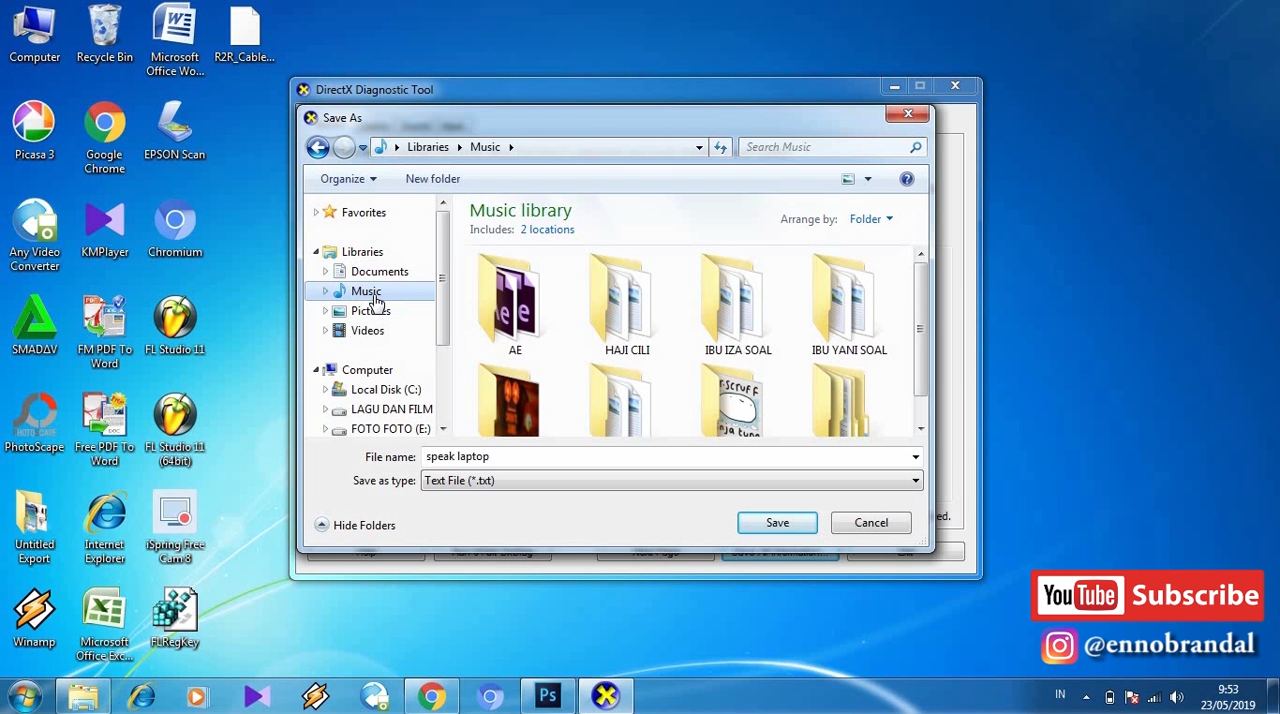 Computer
Recycle Bin
Microsoft
Office Wo...
R2R_Cable...
Picasa 3
Google
Chrome
EPSON Scan
Any Video
Converter
KMPlayer
Chromium
SMADΔV
FM PDF To
Word
FL Studio 11
PhotoScape
Free PDF To
Word
FL Studio 11
(64bit)
Untitled
Export
Internet
Explorer
iSpring Free
Cam 8
Winamp
Microsoft
Office Exc...
FLRegKey
DirectX Diagnostic Tool
Save As
Libraries
Music
Search Music
Organize
New folder
Favorites
Libraries
Documents
Music
Pictures
Videos
Computer
Local Disk (C:)
LAGU DAN FILM
FOTO FOTO (E:)
Music library
Includes: 2 locations
Arrange by: Folder
AE
HAJI CILI
IBU IZA SOAL
IBU YANI SOAL
File name: speak laptop
Save as type: Text File (*.txt)
Hide Folders
Save
Cancel
ed.
YouTube Subscribe
@ennobrandal
Ps
IN
9:53
23/05/2019